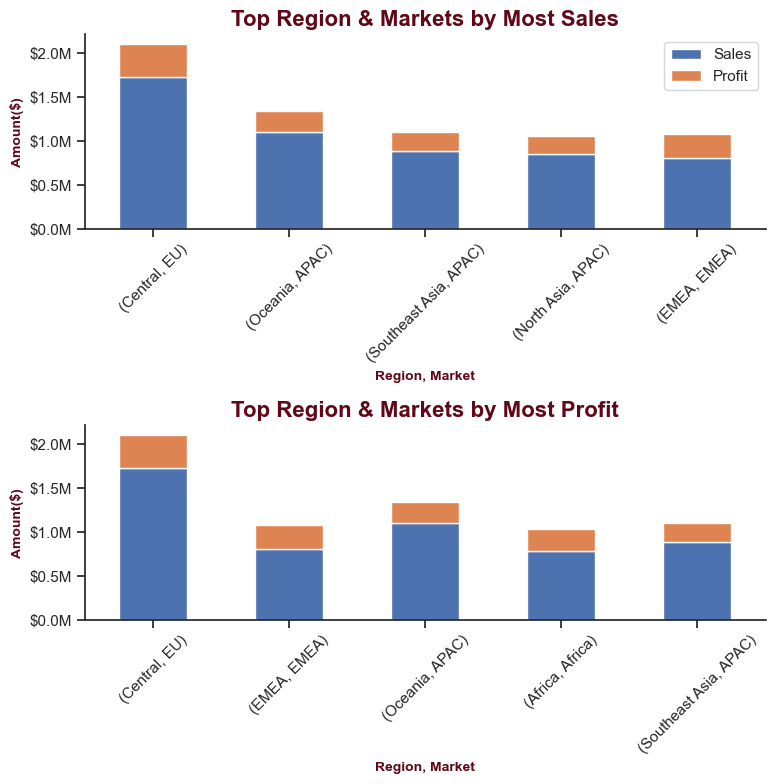 Top Region & Markets by Most Sales
Amount($)
$2.0M
$1.5M
$1.0M
$0.5M
$0.0M
Sales
Profit
(Central, EU)
(Oceania, APAC)
(Southeast Asia, APAC)
(North Asia, APAC)
(EMEA, EMEA)
Region, Market
Top Region & Markets by Most Profit
Amount($)
$2.0M
$1.5M
$1.0M
$0.5M
$0.0M
(Central, EU)
(EMEA, EMEA)
(Oceania, APAC)
(Africa, Africa)
(Southeast Asia, APAC)
Region, Market